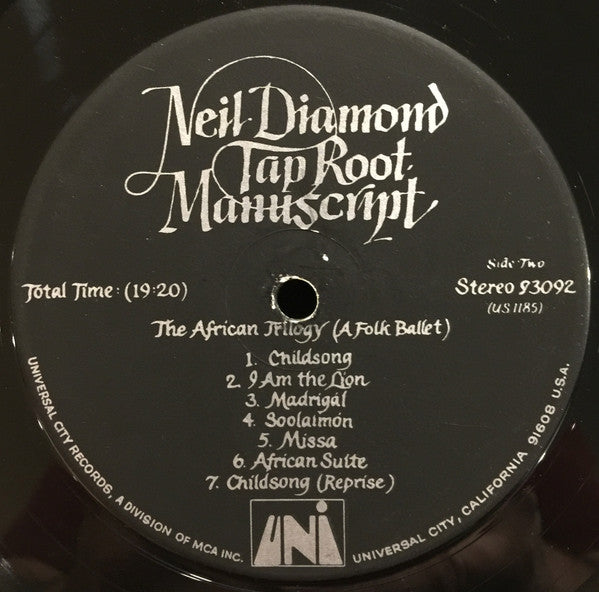 Neil Diamond
Tap Root
Manuscript
Side Two
Total Time: (19:20)
Stereo 93092
(US 1185)
The African Trilogy (A Folk Ballet)
1. Childsong
2. I Am the Lion
3. Madrigal
4. Soolaimón
5. Missa
6. African Suite
7. Childsong (Reprise)
UNI
UNIVERSAL CITY RECORDS, A DIVISION OF MCA INC.
UNIVERSAL CITY, CALIFORNIA 91608 U.S.A.